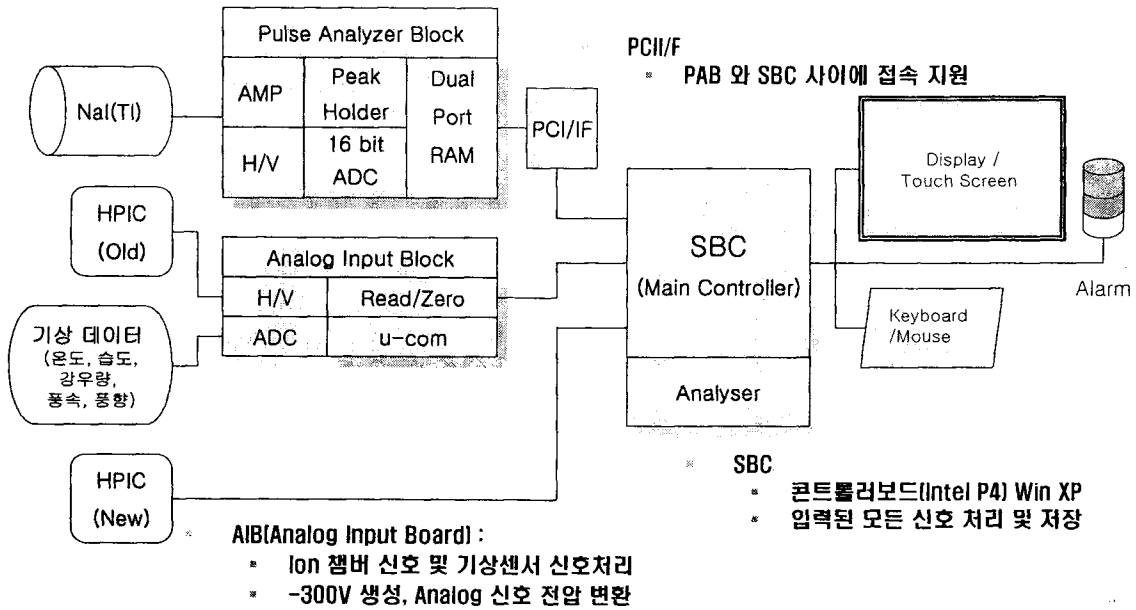 Pulse Analyzer Block
AMP
Peak
Holder
Dual
Port
RAM
H/V
16 bit
ADC
NaI(Tl)
PCI/IF
PCII/F
PAB 와 SBC 사이에 접속 지원
Display /
Touch Screen
Alarm
Keyboard
/Mouse
HPIC
(Old)
Analog Input Block
H/V
Read/Zero
ADC
u-com
기상 데이터
(온도, 습도,
강우량,
풍속, 풍향)
SBC
(Main Controller)
Analyser
HPIC
(New)
SBC
콘트롤러보드(Intel P4) Win XP
입력된 모든 신호 처리 및 저장
AIB(Analog Input Board) :
Ion 챔버 신호 및 기상센서 신호처리
-300V 생성, Analog 신호 전압 변환